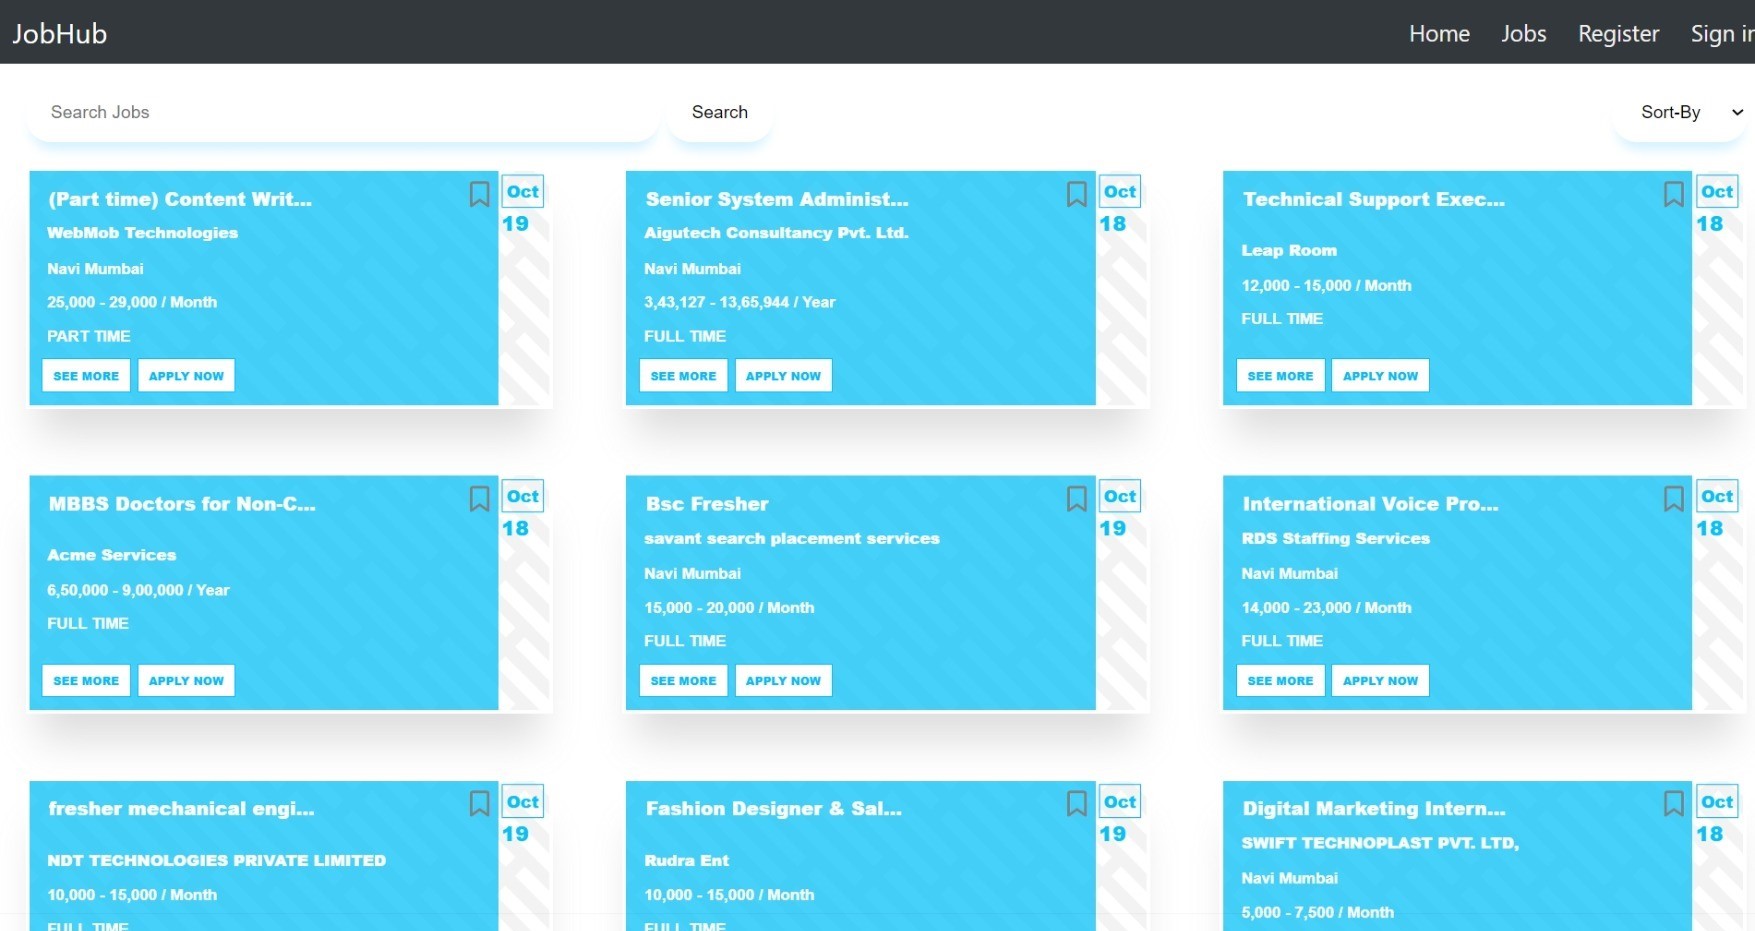 JobHub
Home Jobs Register Sign in
Search Jobs
Search
Sort-By
(Part time) Content Writ...
Oct
19
WebMob Technologies
Navi Mumbai
25,000 - 29,000 / Month
PART TIME
SEE MORE APPLY NOW
Senior System Administ...
Oct
18
Aigutech Consultancy Pvt. Ltd.
Navi Mumbai
3,43,127 - 13,65,944 / Year
FULL TIME
SEE MORE APPLY NOW
Technical Support Exec...
Oct
18
Leap Room
12,000 - 15,000 / Month
FULL TIME
SEE MORE APPLY NOW
MBBS Doctors for Non-C...
Oct
18
Acme Services
6,50,000 - 9,00,000 / Year
FULL TIME
SEE MORE APPLY NOW
Bsc Fresher
Oct
19
savant search placement services
Navi Mumbai
15,000 - 20,000 / Month
FULL TIME
SEE MORE APPLY NOW
International Voice Pro...
Oct
18
RDS Staffing Services
Navi Mumbai
14,000 - 23,000 / Month
FULL TIME
SEE MORE APPLY NOW
fresher mechanical engi...
Oct
19
NDT TECHNOLOGIES PRIVATE LIMITED
10,000 - 15,000 / Month
FULL TIME
Fashion Designer & Sal...
Oct
19
Rudra Ent
10,000 - 15,000 / Month
FULL TIME
Digital Marketing Intern...
Oct
18
SWIFT TECHNOPLAST PVT. LTD,
Navi Mumbai
5,000 - 7,500 / Month